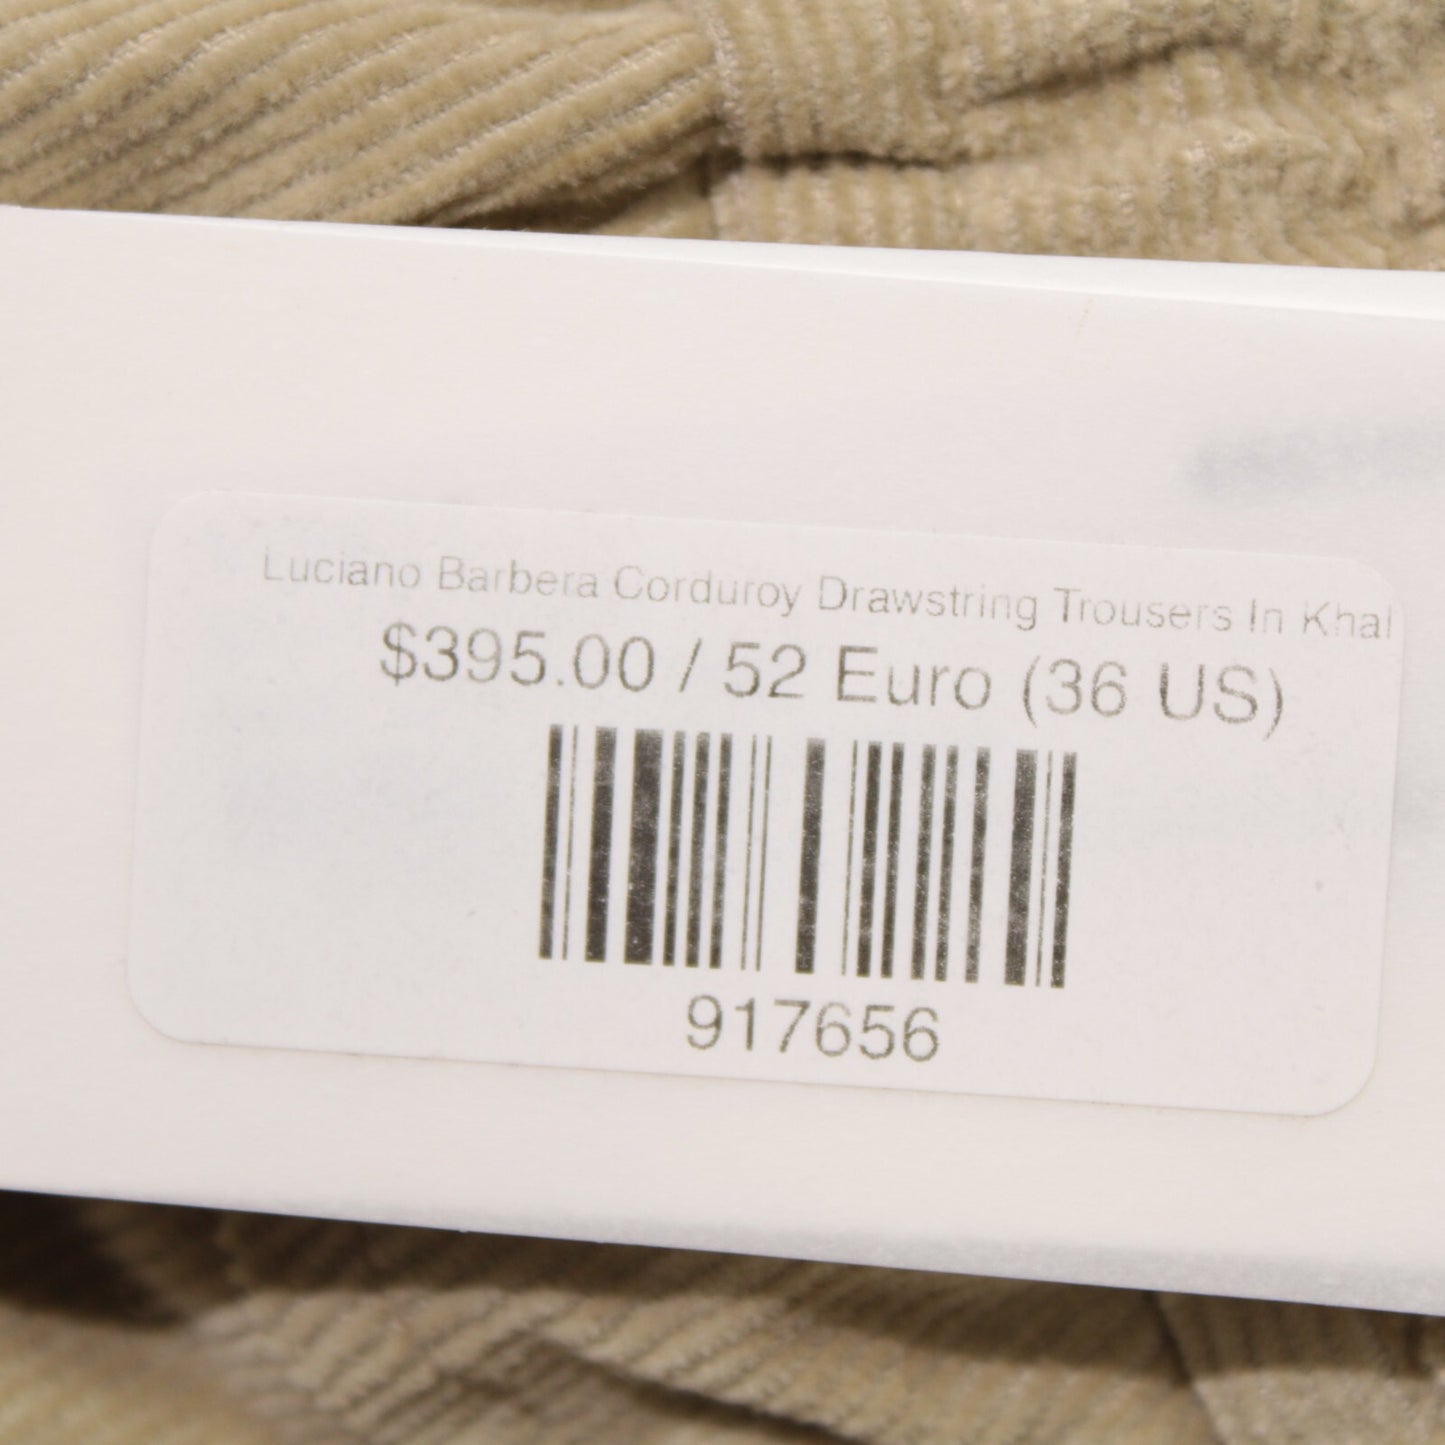 Luciano Barbera Corduroy Drawstring Trousers In Khal
$395.00 / 52 Euro (36 US)
917656